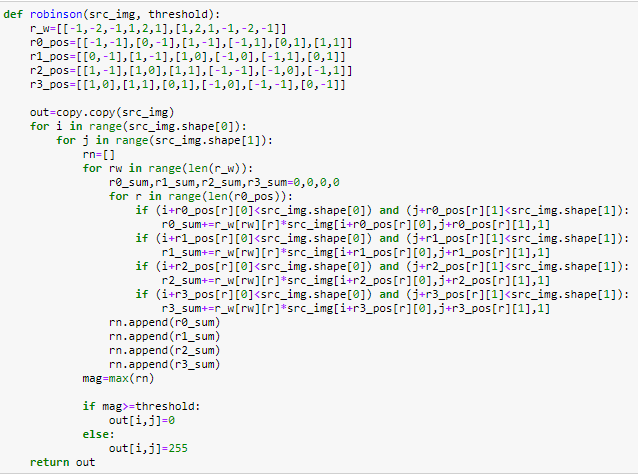 def robinson(src_img, threshold):
    r_w=[[-1,-2,-1,1,2,1],[1,2,1,-1,-2,-1]]
    r0_pos=[[-1,-1],[0,-1],[1,-1],[-1,1],[0,1],[1,1]]
    r1_pos=[[0,-1],[1,-1],[1,0],[-1,0],[-1,1],[0,1]]
    r2_pos=[[1,-1],[1,0],[1,1],[-1,-1],[-1,0],[-1,1]]
    r3_pos=[[1,0],[1,1],[0,1],[-1,0],[-1,-1],[0,-1]]

    out=copy.copy(src_img)
    for i in range(src_img.shape[0]):
        for j in range(src_img.shape[1]):
            rn=[]
            for rw in range(len(r_w)):
                r0_sum,r1_sum,r2_sum,r3_sum=0,0,0,0
                for r in range(len(r0_pos)):
                    if (i+r0_pos[r][0]<src_img.shape[0]) and (j+r0_pos[r][1]<src_img.shape[1]):
                        r0_sum+=r_w[rw][r]*src_img[i+r0_pos[r][0],j+r0_pos[r][1],1]
                    if (i+r1_pos[r][0]<src_img.shape[0]) and (j+r1_pos[r][1]<src_img.shape[1]):
                        r1_sum+=r_w[rw][r]*src_img[i+r1_pos[r][0],j+r1_pos[r][1],1]
                    if (i+r2_pos[r][0]<src_img.shape[0]) and (j+r2_pos[r][1]<src_img.shape[1]):
                        r2_sum+=r_w[rw][r]*src_img[i+r2_pos[r][0],j+r2_pos[r][1],1]
                    if (i+r3_pos[r][0]<src_img.shape[0]) and (j+r3_pos[r][1]<src_img.shape[1]):
                        r3_sum+=r_w[rw][r]*src_img[i+r3_pos[r][0],j+r3_pos[r][1],1]
                rn.append(r0_sum)
                rn.append(r1_sum)
                rn.append(r2_sum)
                rn.append(r3_sum)
            mag=max(rn)

            if mag>=threshold:
                out[i,j]=0
            else:
                out[i,j]=255
    return out